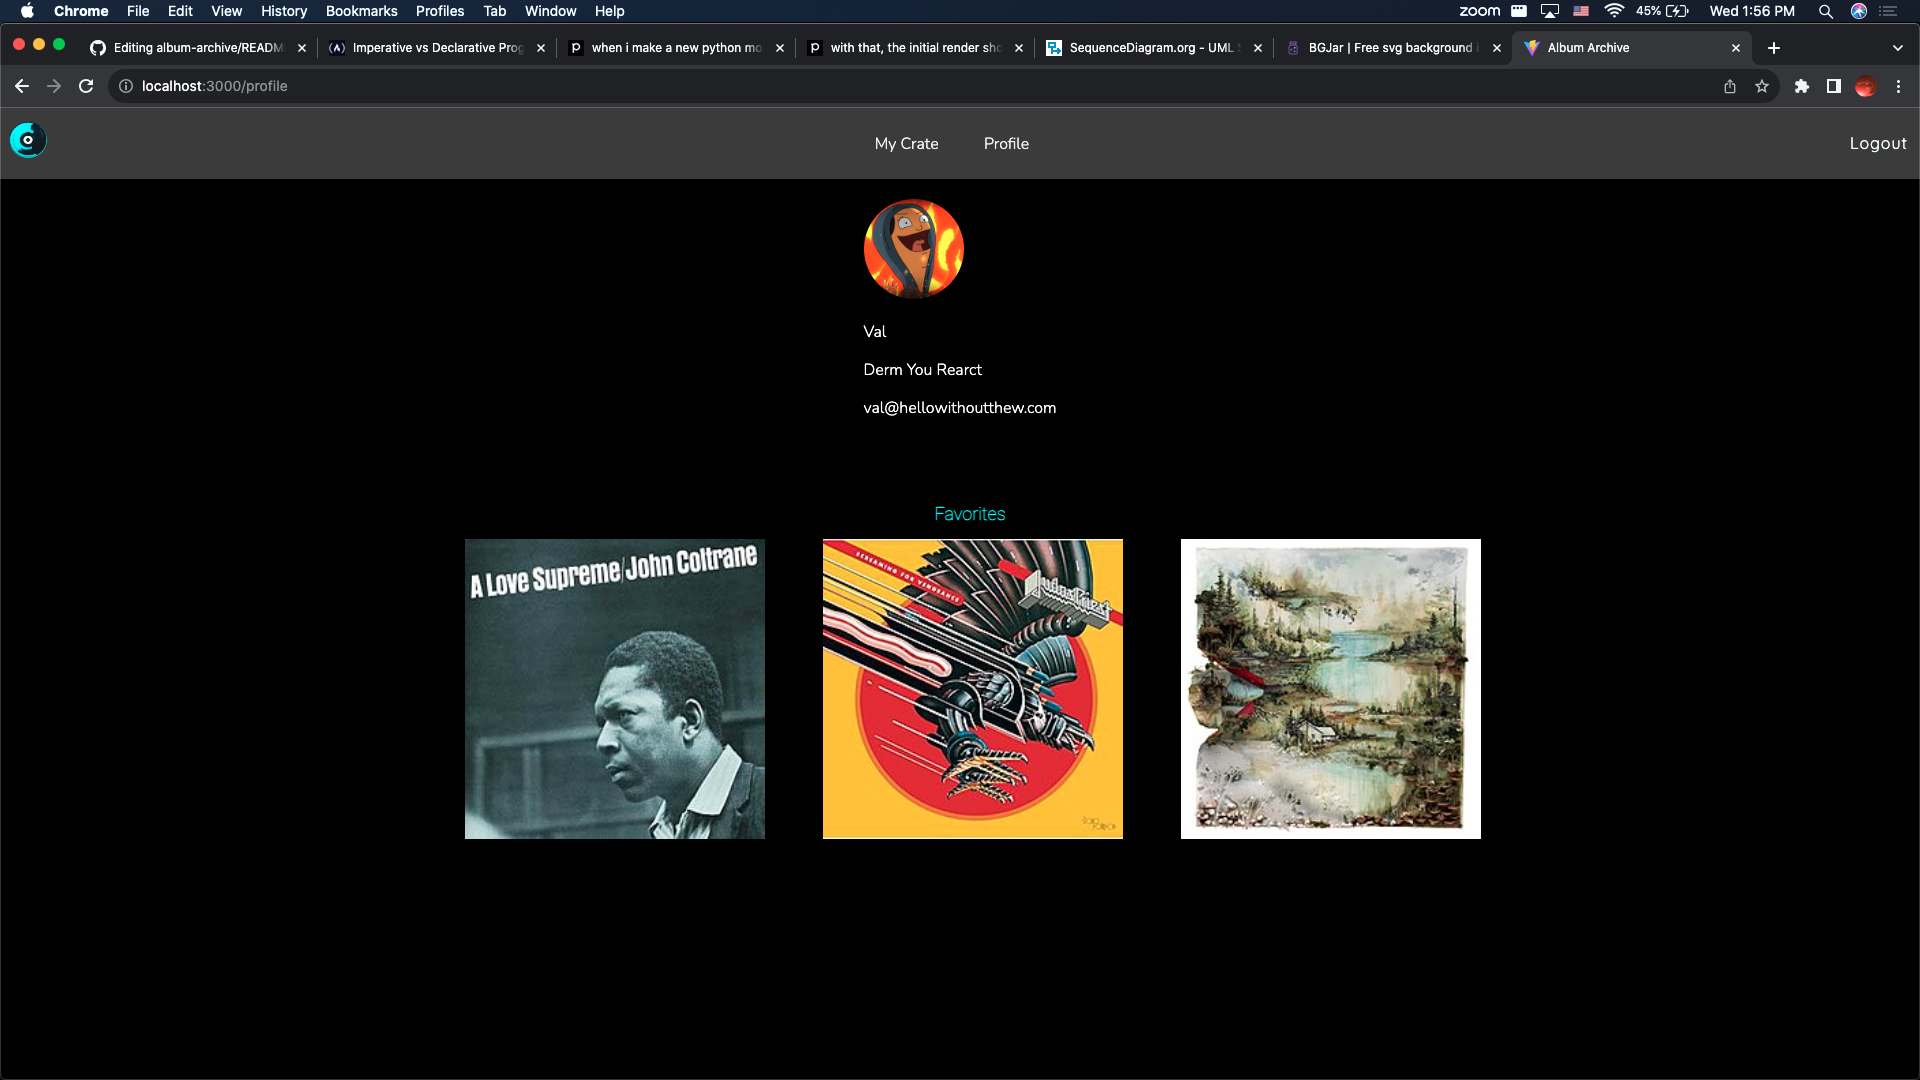 Chrome File Edit View History Bookmarks Profiles Tab Window Help zoom 45% Wed 1:56 PM
Editing album-archive/READM Imperative vs Declarative Prog when i make a new python mo with that, the initial render sho SequenceDiagram.org - UML S BGJar | Free svg background i Album Archive
localhost:3000/profile
My Crate Profile Logout
Val
Derm You Rearct
val@hellowithoutthew.com
Favorites
A Love Supreme/John Coltrane
SCREAMING FOR VENGEANCE
Judas Priest